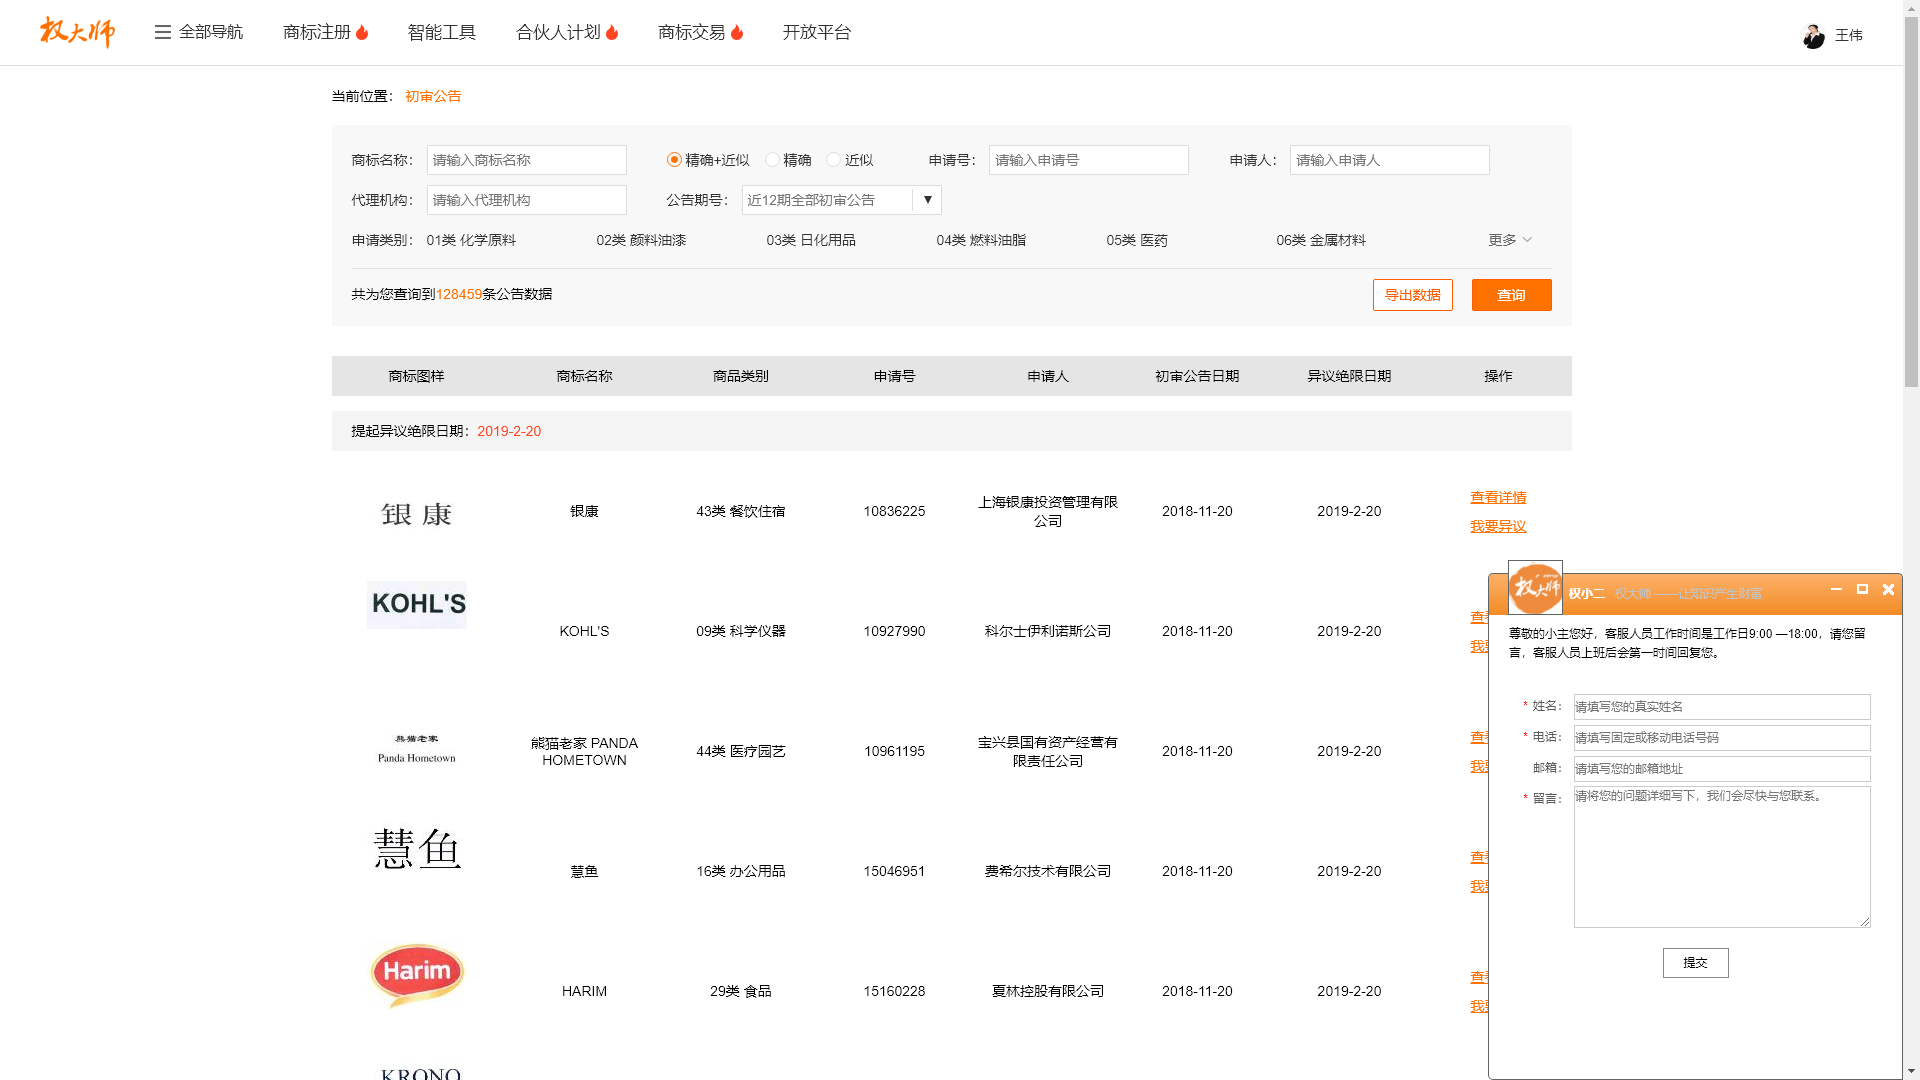 权大师 全部导航 商标注册 智能工具 合伙人计划 商标交易 开放平台 王伟
当前位置： 初审公告
商标名称： 请输入商标名称 精确+近似 精确 近似 申请号： 请输入申请号 申请人： 请输入申请人
代理机构： 请输入代理机构 公告期号： 近12期全部初审公告 ▼
申请类别： 01类 化学原料 02类 颜料油漆 03类 日化用品 04类 燃料油脂 05类 医药 06类 金属材料 更多
共为您查询到128459条公告数据 导出数据 查询
商标图样 商标名称 商品类别 申请号 申请人 初审公告日期 异议绝限日期 操作
提起异议绝限日期：2019-2-20
银康 银康 43类 餐饮住宿 10836225 上海银康投资管理有限公司 2018-11-20 2019-2-20 查看详情
我要异议
KOHL'S KOHL'S 09类 科学仪器 10927990 科尔士伊利诺斯公司 2018-11-20 2019-2-20 查
我
熊猫老家
Panda Hometown 熊猫老家 PANDA HOMETOWN 44类 医疗园艺 10961195 宝兴县国有资产经营有限责任公司 2018-11-20 2019-2-20 查
我
慧鱼 慧鱼 16类 办公用品 15046951 费希尔技术有限公司 2018-11-20 2019-2-20 查
我
Harim HARIM 29类 食品 15160228 夏林控股有限公司 2018-11-20 2019-2-20 查
我
KRONO
权大师 权小二 权大师 ——让知识产生财富
尊敬的小主您好，客服人员工作时间是工作日9:00 —18:00，请您留
言，客服人员上班后会第一时间回复您。
* 姓名： 请填写您的真实姓名
* 电话： 请填写固定或移动电话号码
邮箱： 请填写您的邮箱地址
* 留言： 请将您的问题详细写下，我们会尽快与您联系。
提交